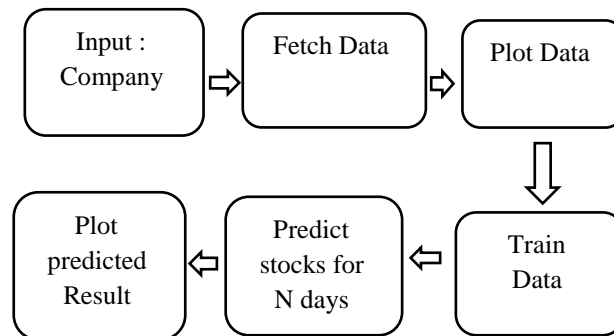 Input :
Company
Fetch Data
Plot Data
Train
Data
Predict
stocks for
N days
Plot
predicted
Result